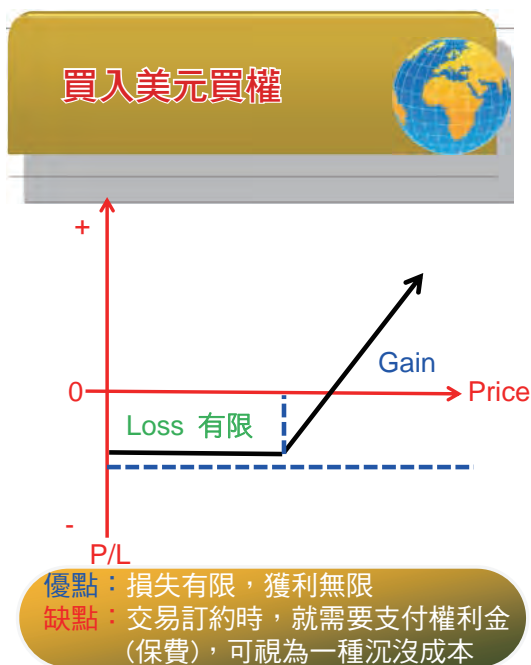 買入美元買權
+
Gain
0
Price
Loss 有限
-
P/L
優點：損失有限，獲利無限
缺點：交易訂約時，就需要支付權利金
(保費)，可視為一種沉沒成本